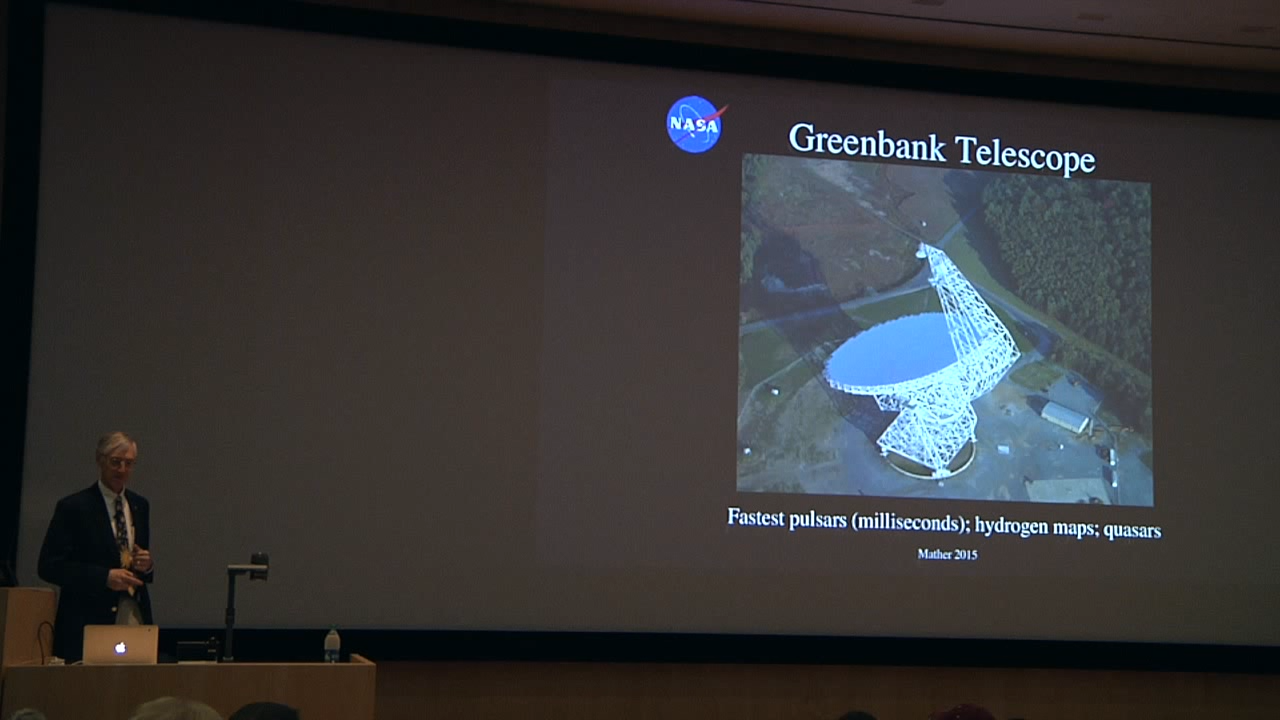 NASA
Greenbank Telescope
Fastest pulsars (milliseconds); hydrogen maps; quasars
Mather 2015